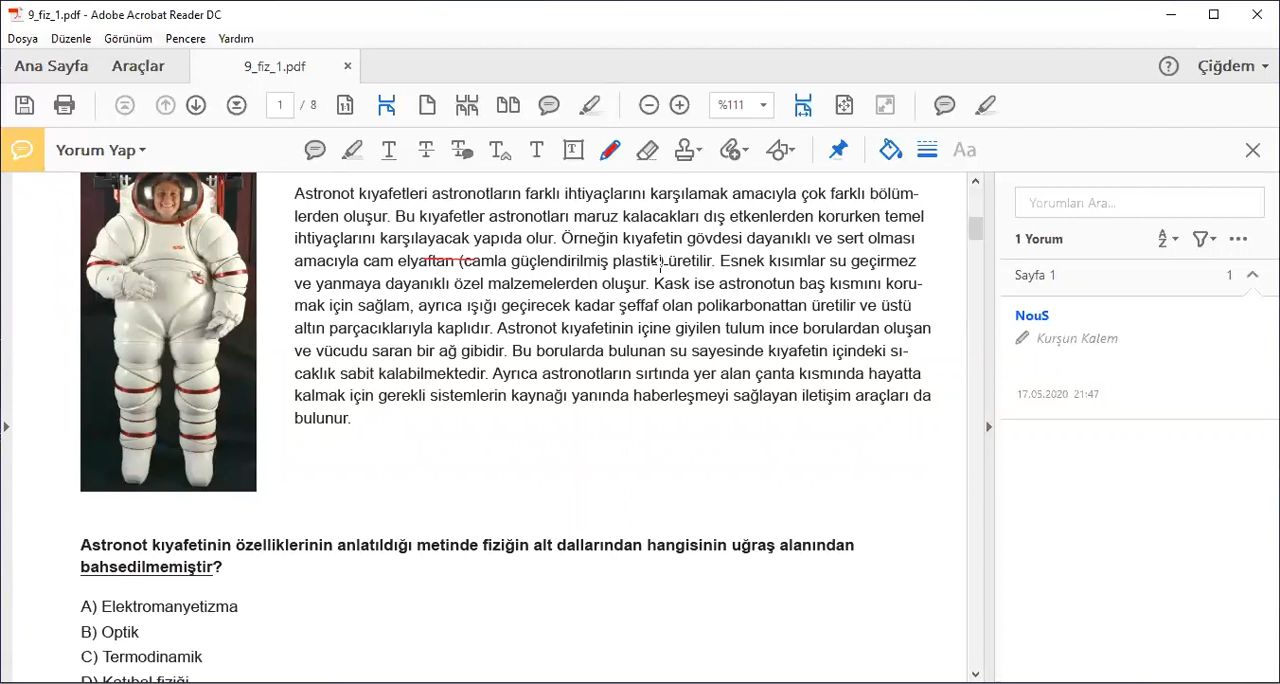 9_fiz_1.pdf - Adobe Acrobat Reader DC
Dosya Düzenle Görünüm Pencere Yardım
Ana Sayfa Araçlar 9_fiz_1.pdf × ? Çiğdem
1 / 8 %111
Yorum Yap T T T T T T Aa
Astronot kıyafetleri astronotların farklı ihtiyaçlarını karşılamak amacıyla çok farklı bölüm-
lerden oluşur. Bu kıyafetler astronotları maruz kalacakları dış etkenlerden korurken temel
ihtiyaçlarını karşılayacak yapıda olur. Örneğin kıyafetin gövdesi dayanıklı ve sert olması
amacıyla cam elyaftan (camla güçlendirilmiş plastik) üretilir. Esnek kısımlar su geçirmez
ve yanmaya dayanıklı özel malzemelerden oluşur. Kask ise astronotun baş kısmını koru-
mak için sağlam, ayrıca ışığı geçirecek kadar şeffaf olan polikarbonattan üretilir ve üstü
altın parçacıklarıyla kaplıdır. Astronot kıyafetinin içine giyilen tulum ince borulardan oluşan
ve vücudu saran bir ağ gibidir. Bu borularda bulunan su sayesinde kıyafetin içindeki sı-
caklık sabit kalabilmektedir. Ayrıca astronotların sırtında yer alan çanta kısmında hayatta
kalmak için gerekli sistemlerin kaynağı yanında haberleşmeyi sağlayan iletişim araçları da
bulunur.
Astronot kıyafetinin özelliklerinin anlatıldığı metinde fiziğin alt dallarından hangisinin uğraş alanından
bahsedilmemiştir?
A) Elektromanyetizma
B) Optik
C) Termodinamik
D) Katıhal fiziği
Yorumları Ara...
1 Yorum
Sayfa 1 1
NouS
Kurşun Kalem
17.05.2020 21:47